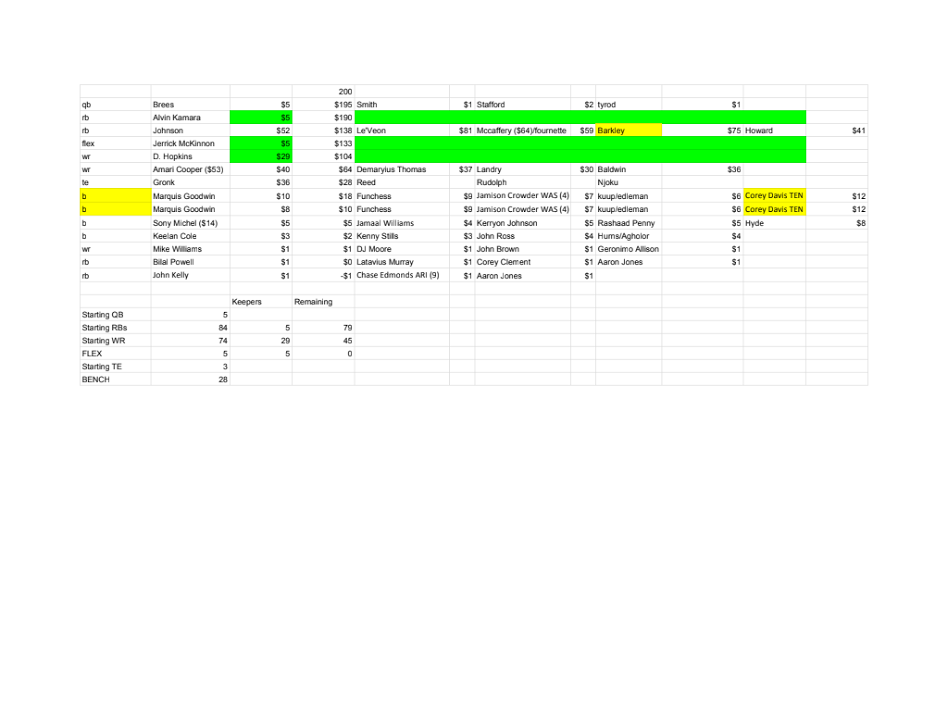 200
qb Brees $5 $195 Smith $1 Stafford $2 tyrod $1
rb Alvin Kamara $5 $190
rb Johnson $52 $138 Le'Veon $81 Mccaffery ($64)/fournette $59 Barkley $75 Howard $41
flex Jerrick McKinnon $5 $133
wr D. Hopkins $29 $104
wr Amari Cooper ($53) $40 $64 Demaryius Thomas $37 Landry $30 Baldwin $36
te Gronk $36 $28 Reed Rudolph Njoku
b Marquis Goodwin $10 $18 Funchess $9 Jamison Crowder WAS (4) $7 kuup/edleman $6 Corey Davis TEN $12
b Marquis Goodwin $8 $10 Funchess $9 Jamison Crowder WAS (4) $7 kuup/edleman $6 Corey Davis TEN $12
b Sony Michel ($14) $5 $5 Jamaal Williams $4 Kerryon Johnson $5 Rashaad Penny $5 Hyde $8
b Keelan Cole $3 $2 Kenny Stills $3 John Ross $4 Hurns/Agholor $4
wr Mike Williams $1 $1 DJ Moore $1 John Brown $1 Geronimo Allison $1
rb Bilal Powell $1 $0 Latavius Murray $1 Corey Clement $1 Aaron Jones $1
rb John Kelly $1 -$1 Chase Edmonds ARI (9) $1 Aaron Jones $1
Keepers Remaining
Starting QB 5
Starting RBs 84 5 79
Starting WR 74 29 45
FLEX 5 5 0
Starting TE 3
BENCH 28